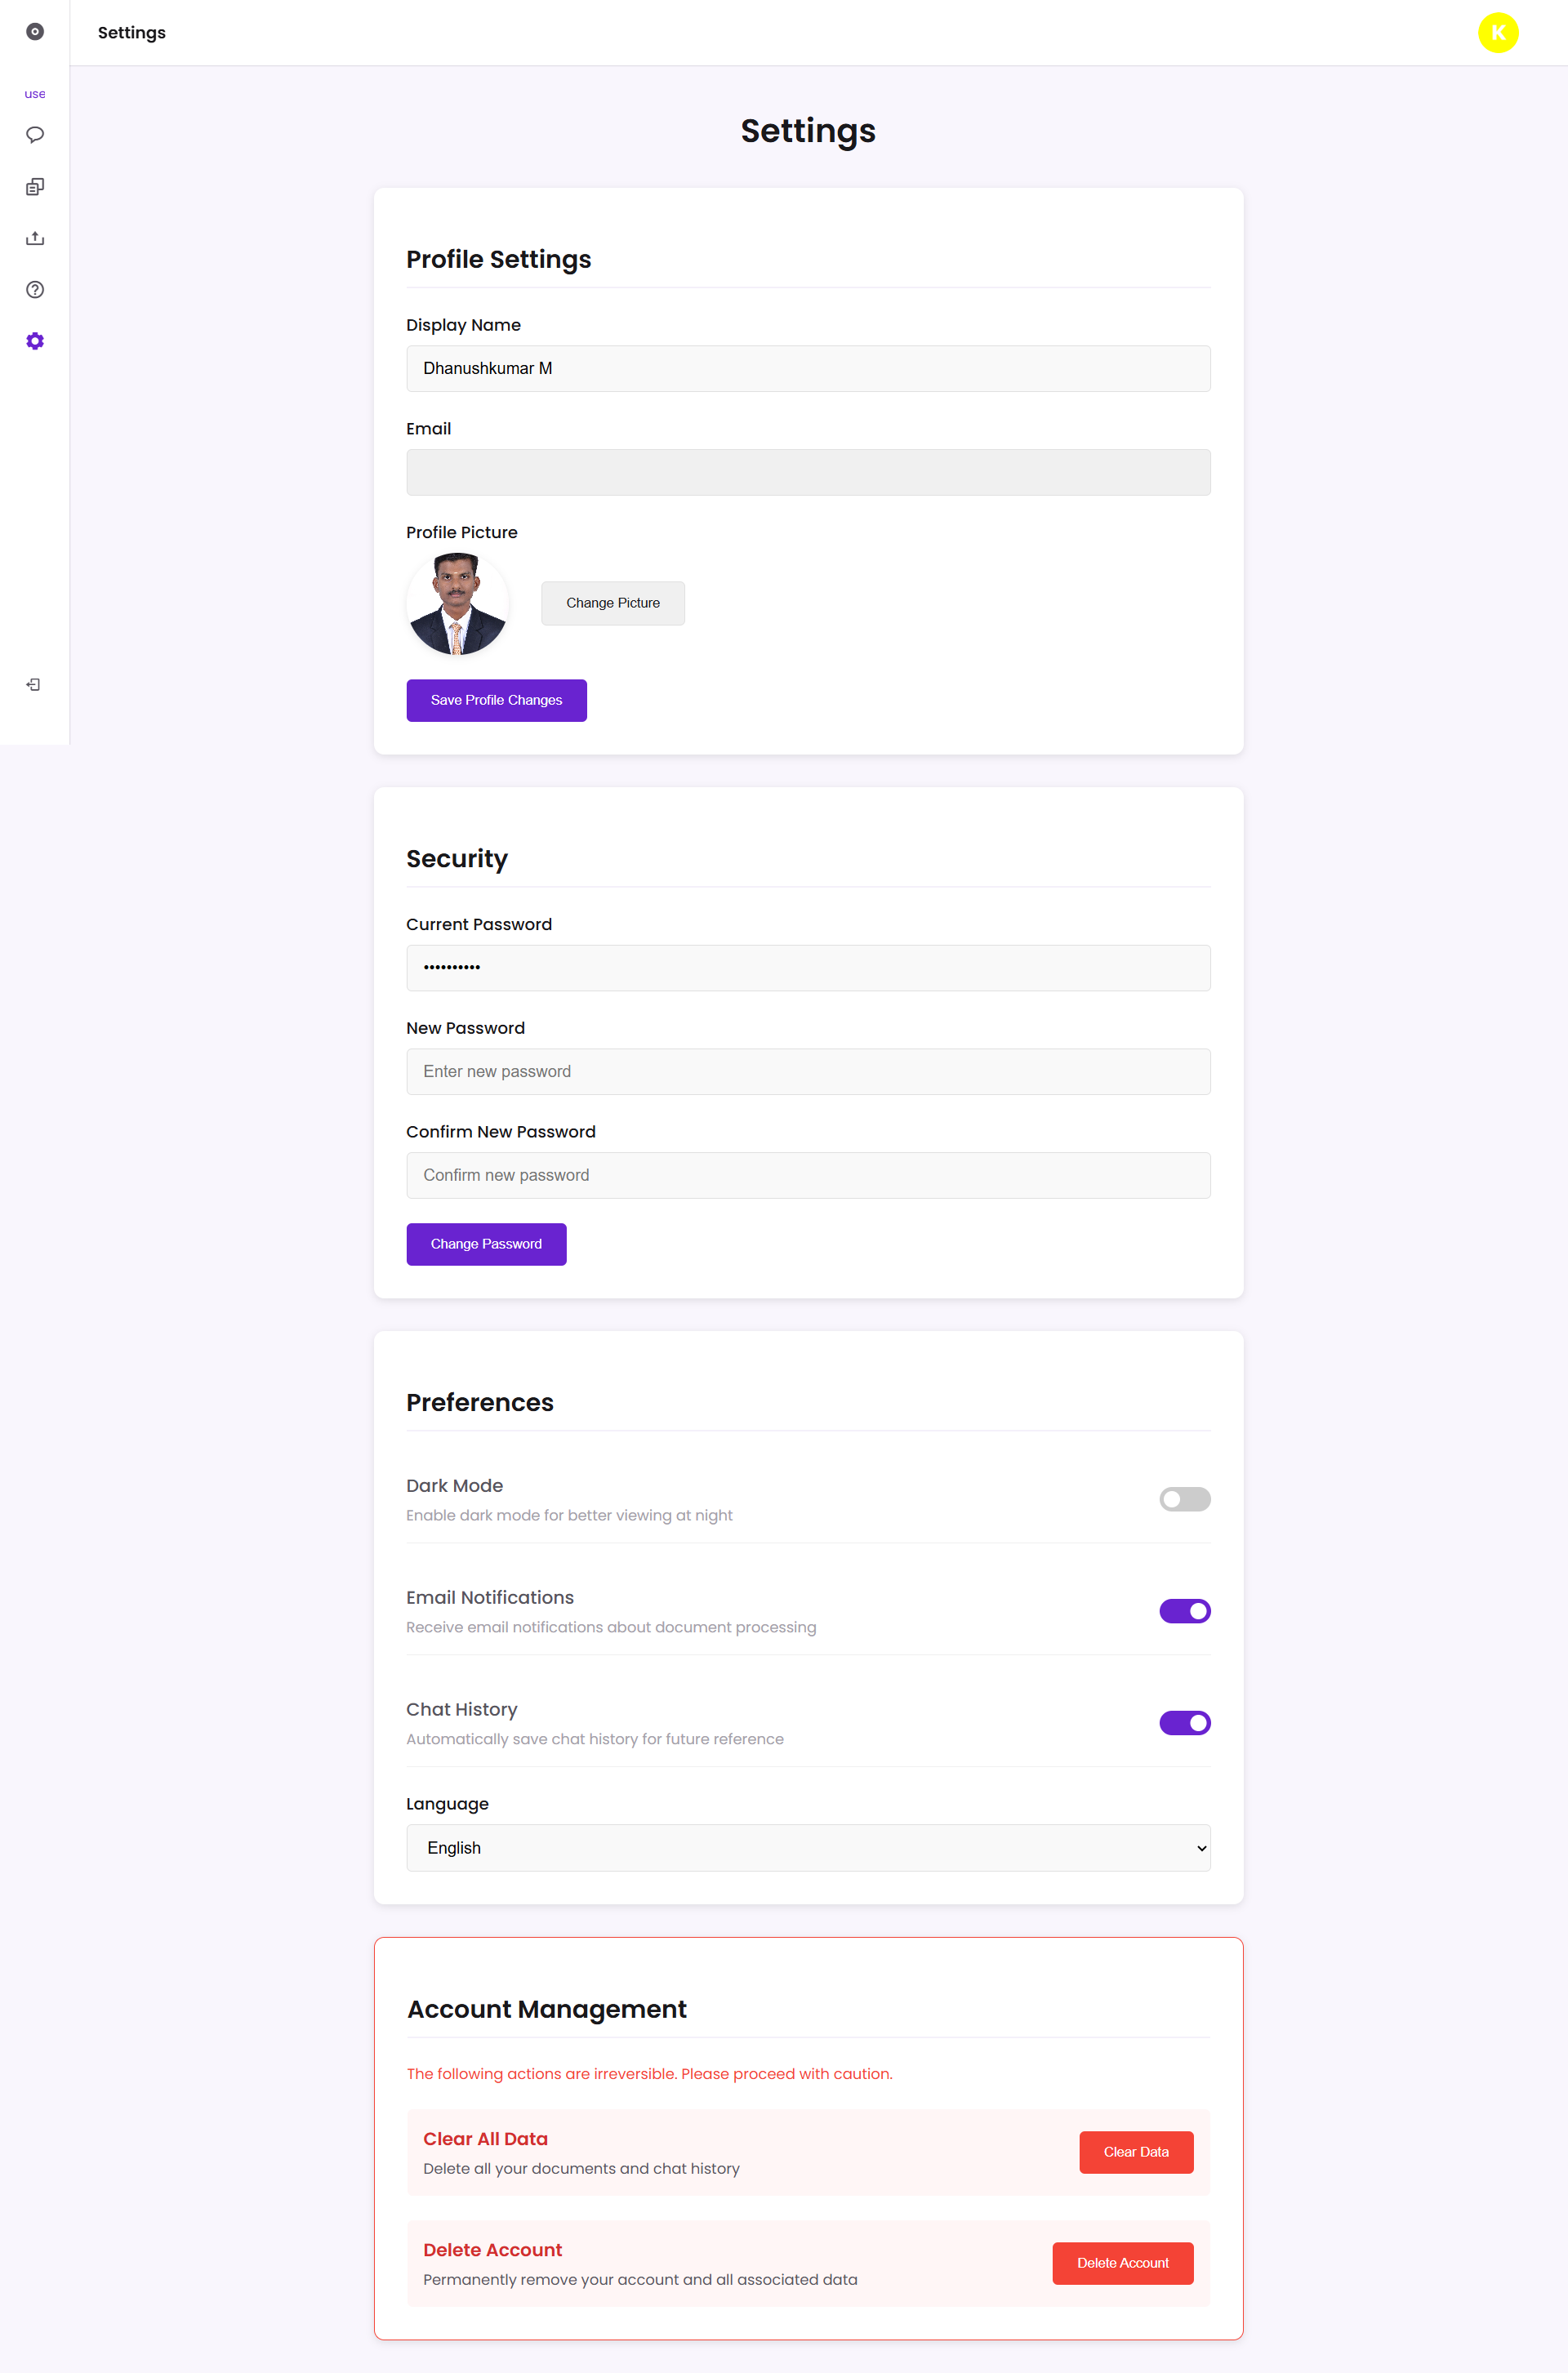 Settings
K
use
Settings
Profile Settings
Display Name
Dhanushkumar M
Email
Profile Picture
Change Picture
Save Profile Changes
Security
Current Password
••••••••••
New Password
Enter new password
Confirm New Password
Confirm new password
Change Password
Preferences
Dark Mode
Enable dark mode for better viewing at night
Email Notifications
Receive email notifications about document processing
Chat History
Automatically save chat history for future reference
Language
English
Account Management
The following actions are irreversible. Please proceed with caution.
Clear All Data
Delete all your documents and chat history
Clear Data
Delete Account
Permanently remove your account and all associated data
Delete Account